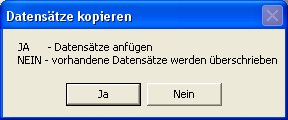 Datensätze kopieren
JA - Datensätze anfügen
NEIN - vorhandene Datensätze werden überschrieben
Ja Nein